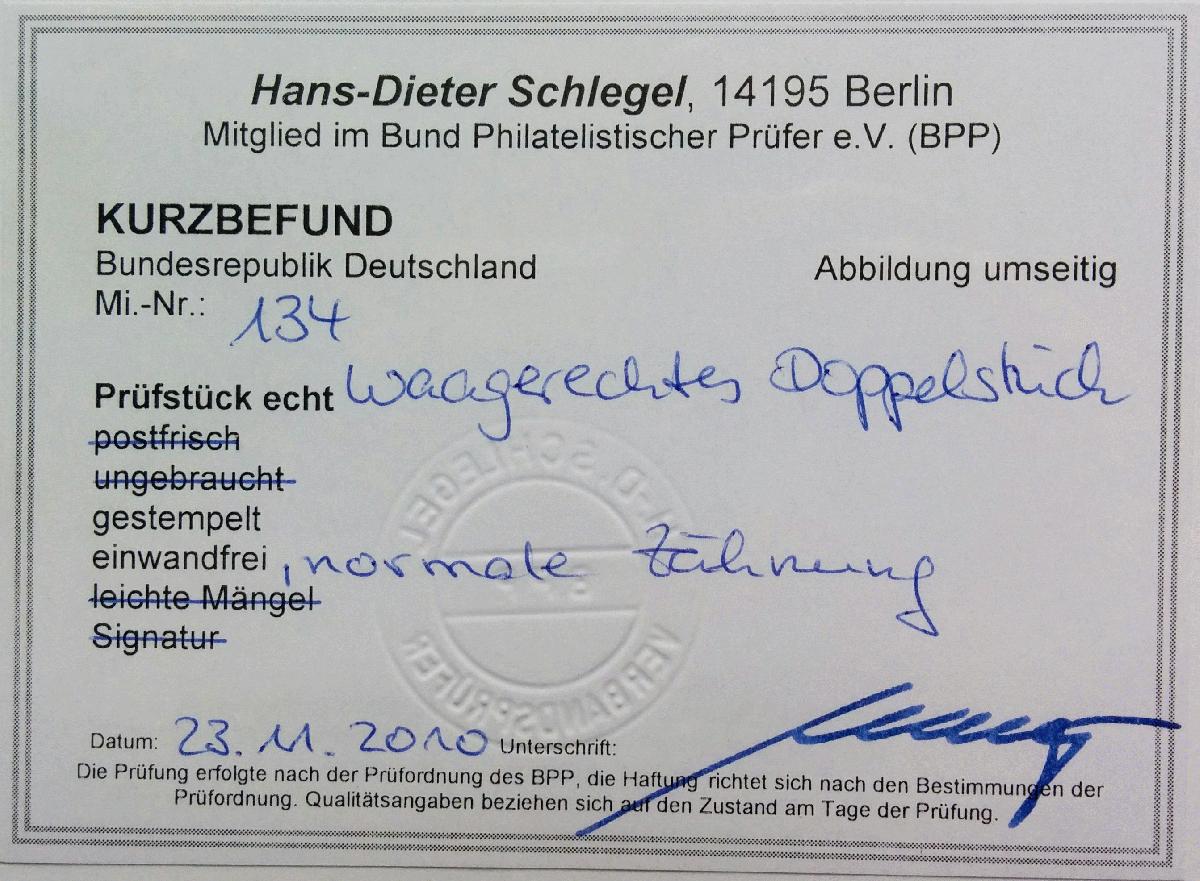 Hans-Dieter Schlegel, 14195 Berlin
Mitglied im Bund Philatelistischer Prüfer e.V. (BPP)
KURZBEFUND
Bundesrepublik Deutschland
Abbildung umseitig
Mi.-Nr.: 134
Prüfstück echt waagerechtes Doppelstück
postfrisch
ungebraucht
gestempelt
einwandfrei, normale Zähnung
leichte Mängel
Signatur
H.-D. SCHLEGEL
BPP
VERBANDSPRÜFER
Datum: 23.11.2010 Unterschrift:
Die Prüfung erfolgte nach der Prüfordnung des BPP, die Haftung richtet sich nach den Bestimmungen der
Prüfordnung. Qualitätsangaben beziehen sich auf den Zustand am Tage der Prüfung.